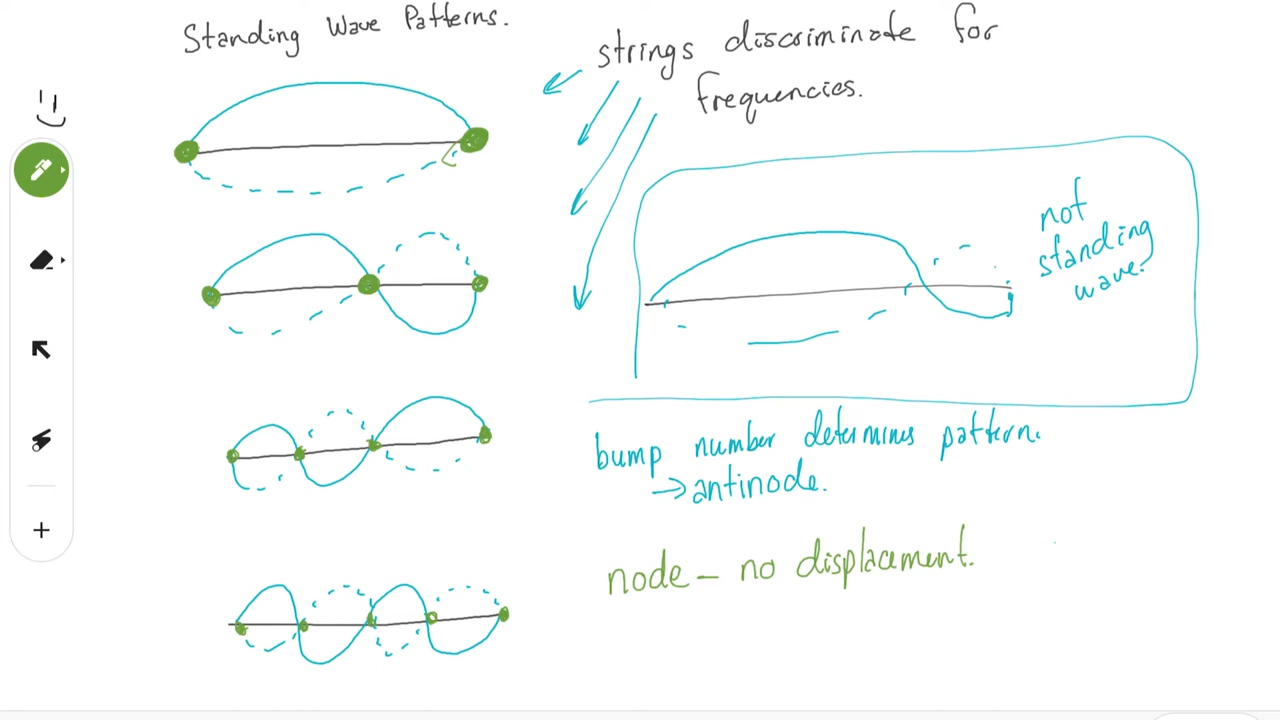 Standing Wave Patterns.
strings discriminate for
frequencies.
not
standing
wave.
bump number determines pattern.
→ antinode.
node – no displacement.